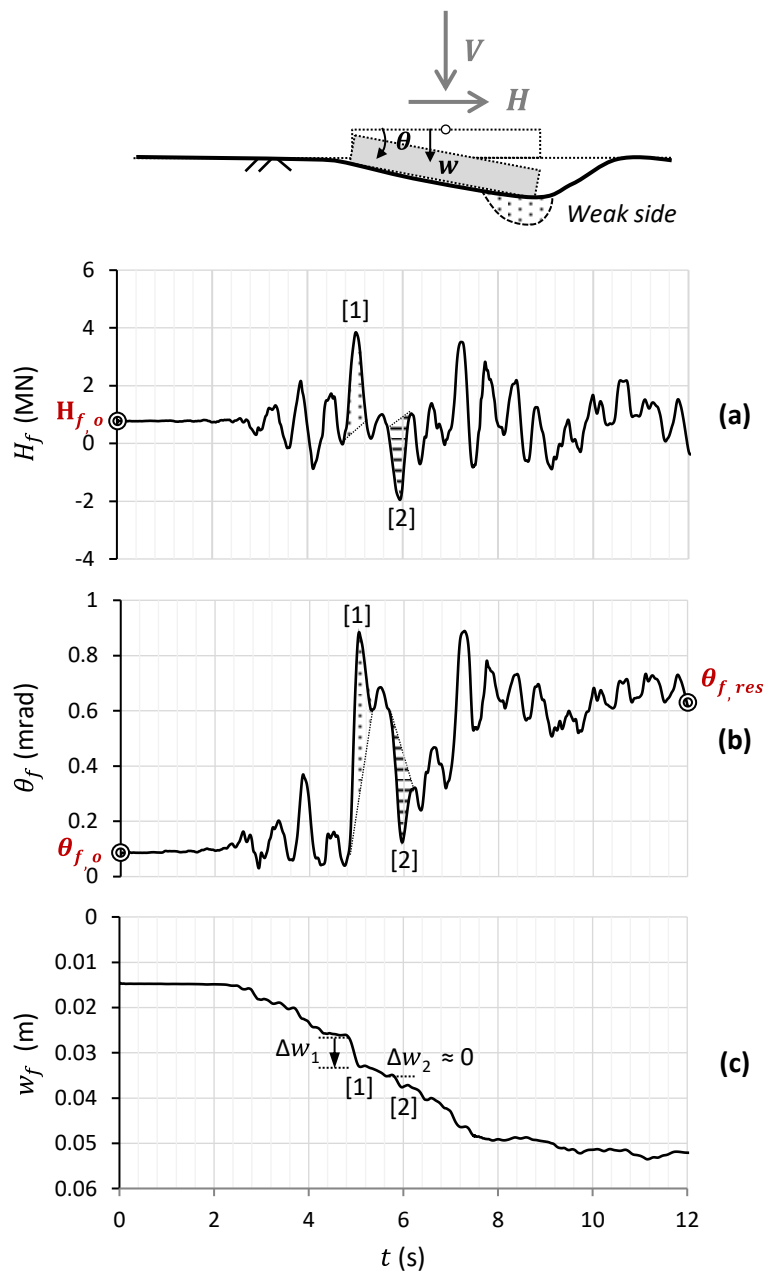 V
H
θ
w
Weak side
6
[1]
4
2
H_f,o
0
-2
[2]
-4
H_f (MN)
(a)
1
[1]
0.8
θ_f,res
0.6
0.4
0.2
θ_f,o
[2]
0
θ_f (mrad)
(b)
0
0.01
0.02
0.03
Δw₁
Δw₂ ≈ 0
[1]
[2]
0.04
0.05
0.06
w_f (m)
(c)
0 2 4 6 8 10 12
t (s)